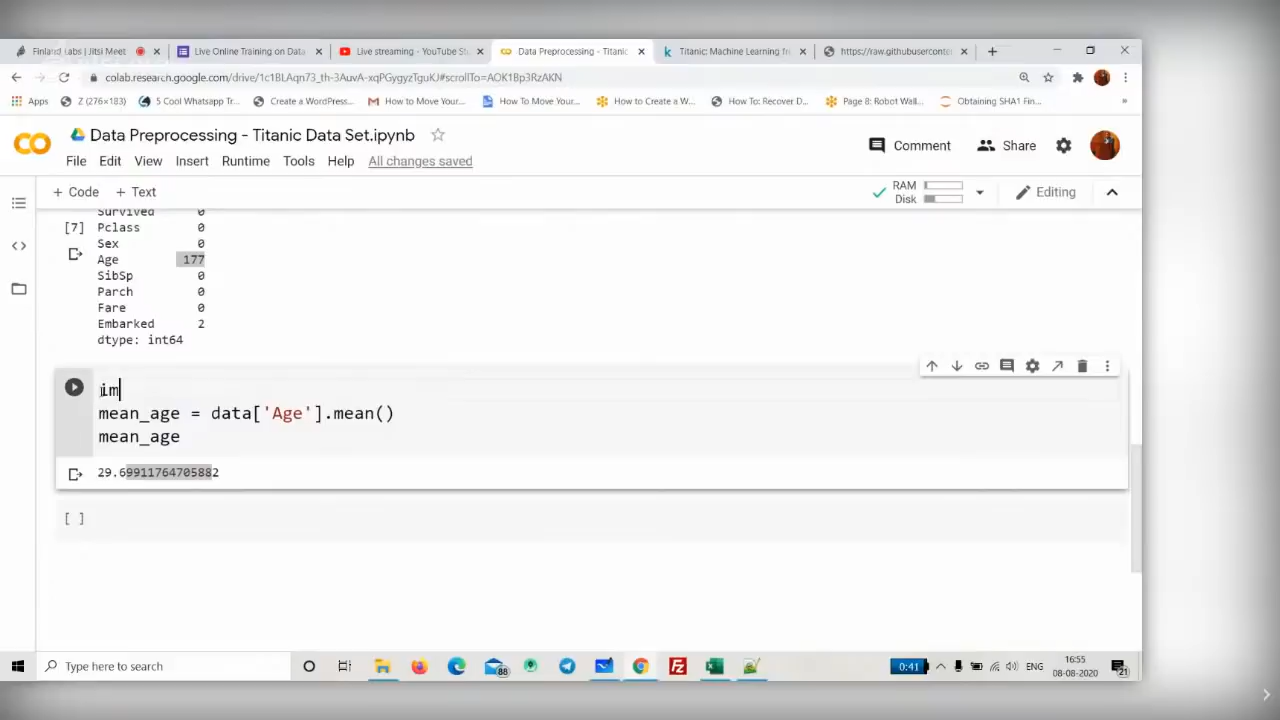 Finland Labs | Jitsi Meet
Live Online Training on Data
Live streaming - YouTube St
Data Preprocessing - Titanic
Titanic: Machine Learning fr
https://raw.githubuserconte
colab.research.google.com/drive/1c1BLAqn73_th-3AuvA-xqPGygyzTguKJ#scrollTo=AOK1Bp3RzAKN
Apps
Z (276×183)
5 Cool Whatsapp Tr...
Create a WordPress...
How to Move Your...
How To Move Your...
How to Create a W...
How To: Recover D...
Page 8: Robot Wall...
Obtaining SHA1 Fin...
»
CO
Data Preprocessing - Titanic Data Set.ipynb
Comment
Share
File Edit View Insert Runtime Tools Help All changes saved
+ Code + Text
RAM
Disk
Editing
Survived 0
[7] Pclass 0
Sex 0
Age 177
SibSp 0
Parch 0
Fare 0
Embarked 2
dtype: int64
im
mean_age = data['Age'].mean()
mean_age
29.69911764705882
[ ]
Type here to search
88
0:41
ENG
16:55
08-08-2020
21